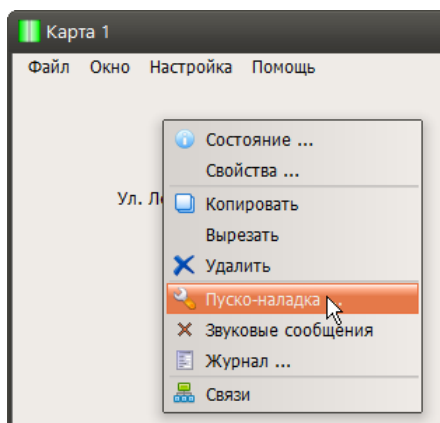 Карта 1
Файл Окно Настройка Помощь
Состояние ...
Свойства ...
Ул.
Копировать
Вырезать
Удалить
Пуско-наладка ...
Звуковые сообщения
Журнал ...
Связи